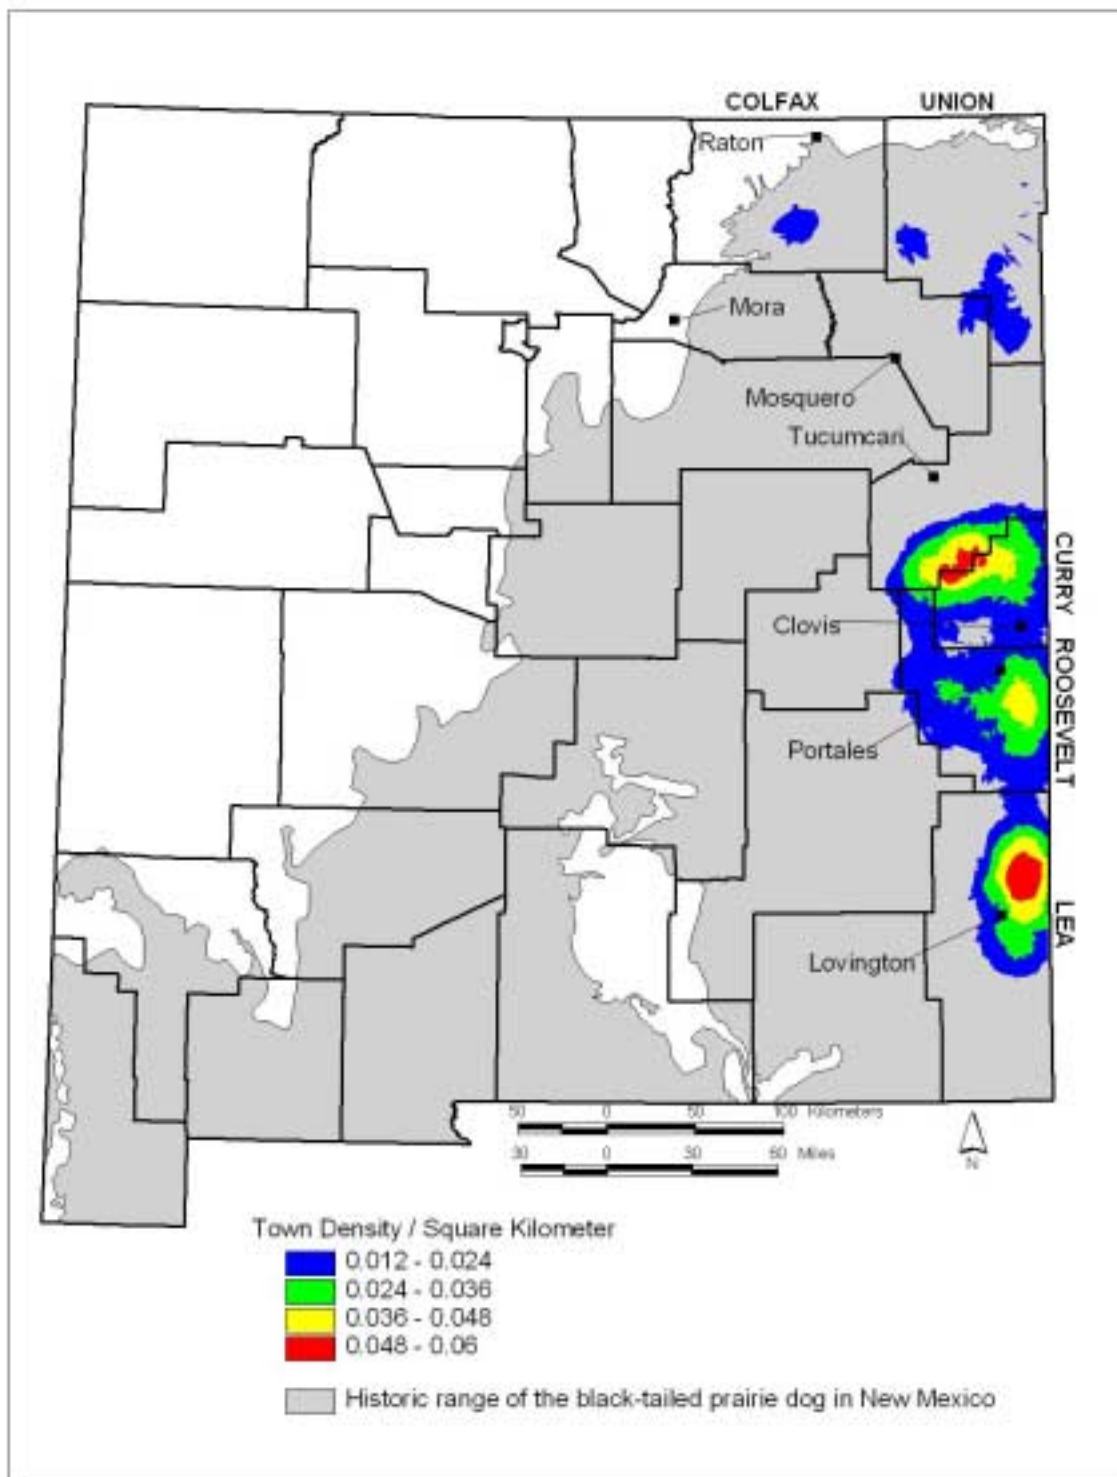 COLFAX UNION
Raton
Mora
Mosquero
Tucumcari
CURRY
Clovis
ROOSEVELT
Portales
LEA
Lovington
50 0 50 100 Kilometers
30 0 30 60 Miles
N
Town Density / Square Kilometer
0.012 - 0.024
0.024 - 0.036
0.036 - 0.048
0.048 - 0.06
Historic range of the black-tailed prairie dog in New Mexico